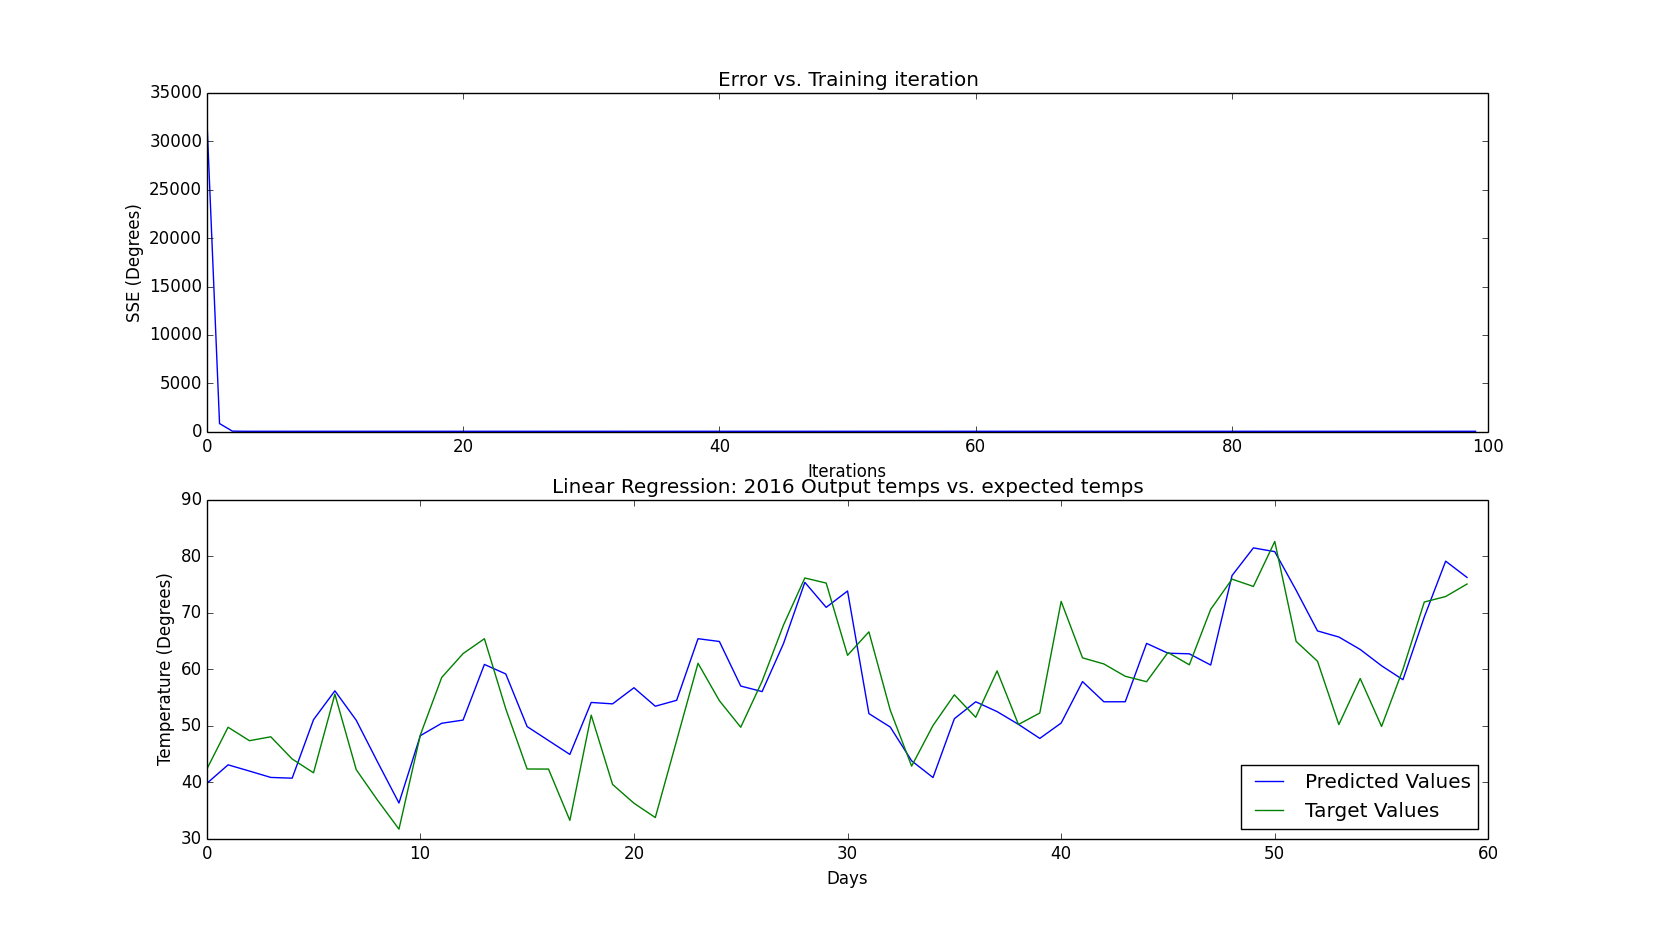 Error vs. Training iteration
35000
30000
25000
20000
15000
10000
5000
0
SSE (Degrees)
0 20 40 60 80 100
Iterations
Linear Regression: 2016 Output temps vs. expected temps
90
80
70
60
50
40
30
Temperature (Degrees)
Predicted Values
Target Values
0 10 20 30 40 50 60
Days